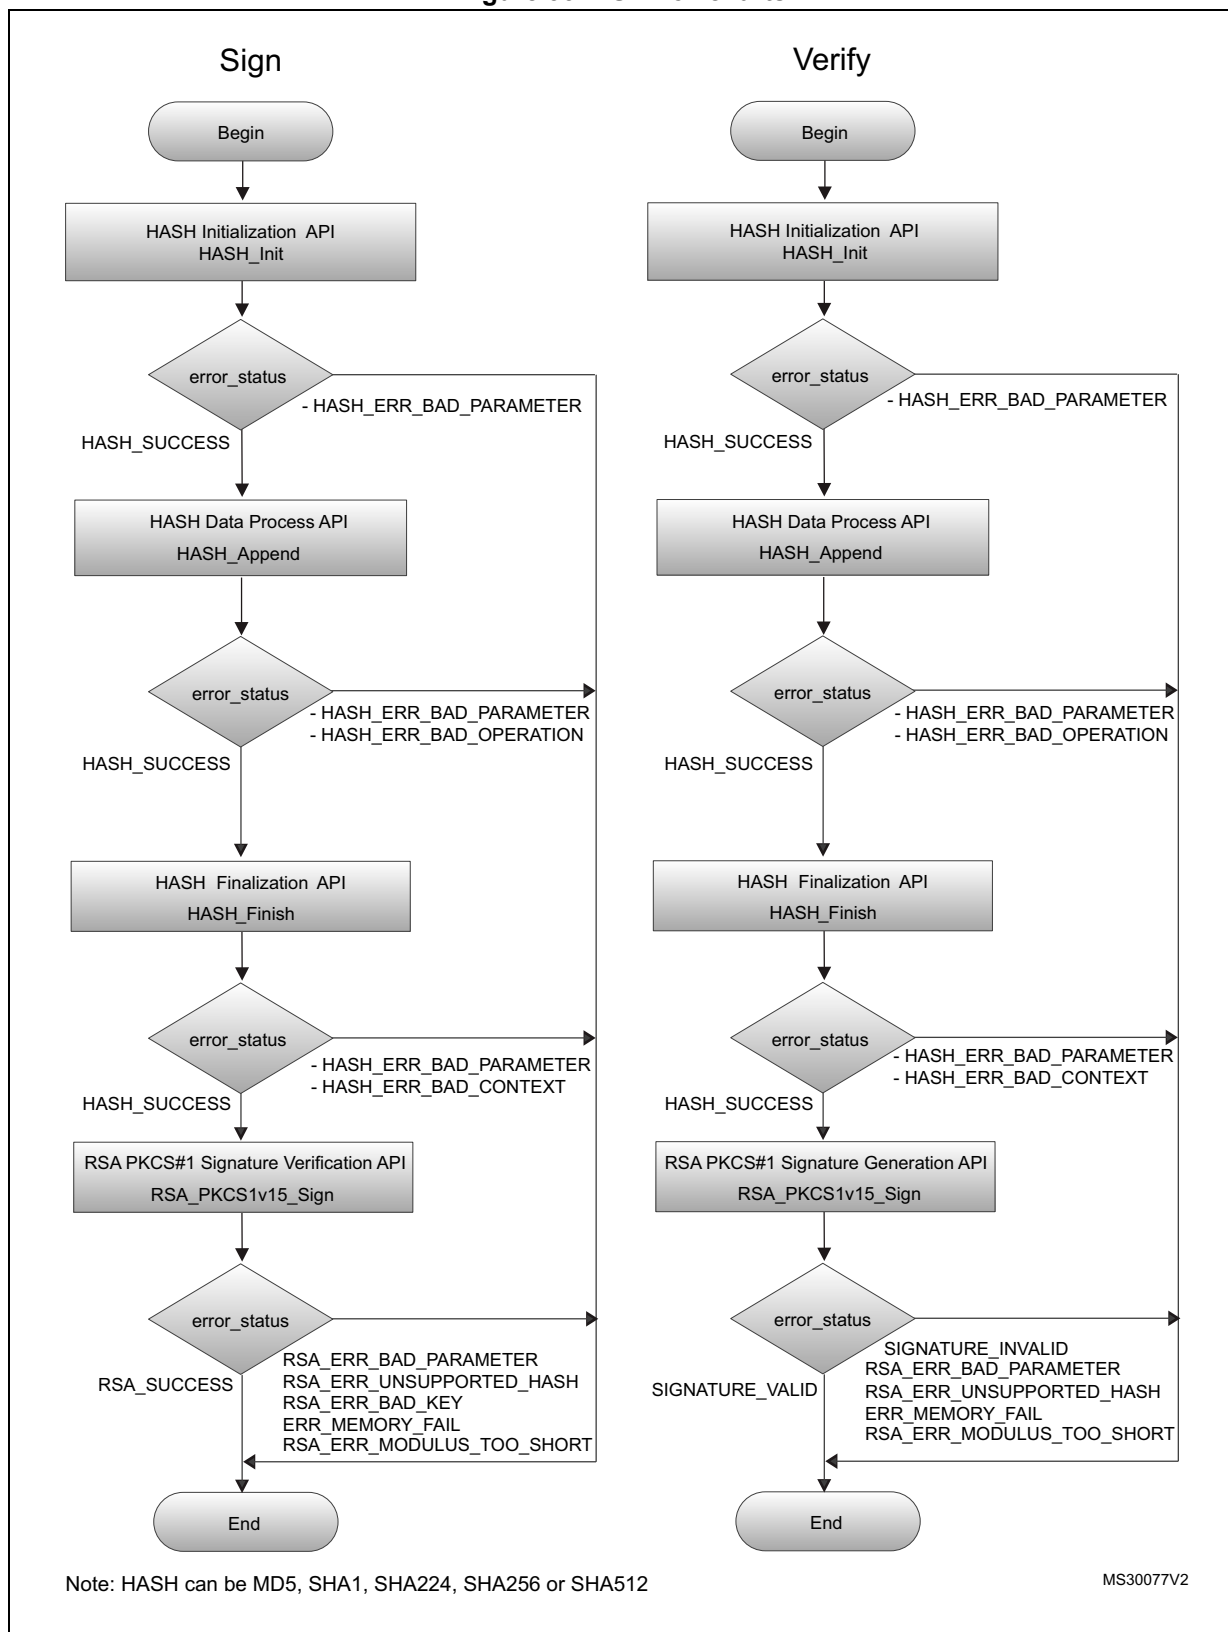 Sign
Begin
HASH Initialization API
HASH_Init
error_status
- HASH_ERR_BAD_PARAMETER
HASH_SUCCESS
HASH Data Process API
HASH_Append
error_status
- HASH_ERR_BAD_PARAMETER
- HASH_ERR_BAD_OPERATION
HASH_SUCCESS
HASH Finalization API
HASH_Finish
error_status
- HASH_ERR_BAD_PARAMETER
- HASH_ERR_BAD_CONTEXT
HASH_SUCCESS
RSA PKCS#1 Signature Verification API
RSA_PKCS1v15_Sign
error_status
RSA_SUCCESS
RSA_ERR_BAD_PARAMETER
RSA_ERR_UNSUPPORTED_HASH
RSA_ERR_BAD_KEY
ERR_MEMORY_FAIL
RSA_ERR_MODULUS_TOO_SHORT
End
Verify
Begin
HASH Initialization API
HASH_Init
error_status
- HASH_ERR_BAD_PARAMETER
HASH_SUCCESS
HASH Data Process API
HASH_Append
error_status
- HASH_ERR_BAD_PARAMETER
- HASH_ERR_BAD_OPERATION
HASH_SUCCESS
HASH Finalization API
HASH_Finish
error_status
- HASH_ERR_BAD_PARAMETER
- HASH_ERR_BAD_CONTEXT
HASH_SUCCESS
RSA PKCS#1 Signature Generation API
RSA_PKCS1v15_Sign
error_status
SIGNATURE_VALID
SIGNATURE_INVALID
RSA_ERR_BAD_PARAMETER
RSA_ERR_UNSUPPORTED_HASH
ERR_MEMORY_FAIL
RSA_ERR_MODULUS_TOO_SHORT
End
Note: HASH can be MD5, SHA1, SHA224, SHA256 or SHA512
MS30077V2